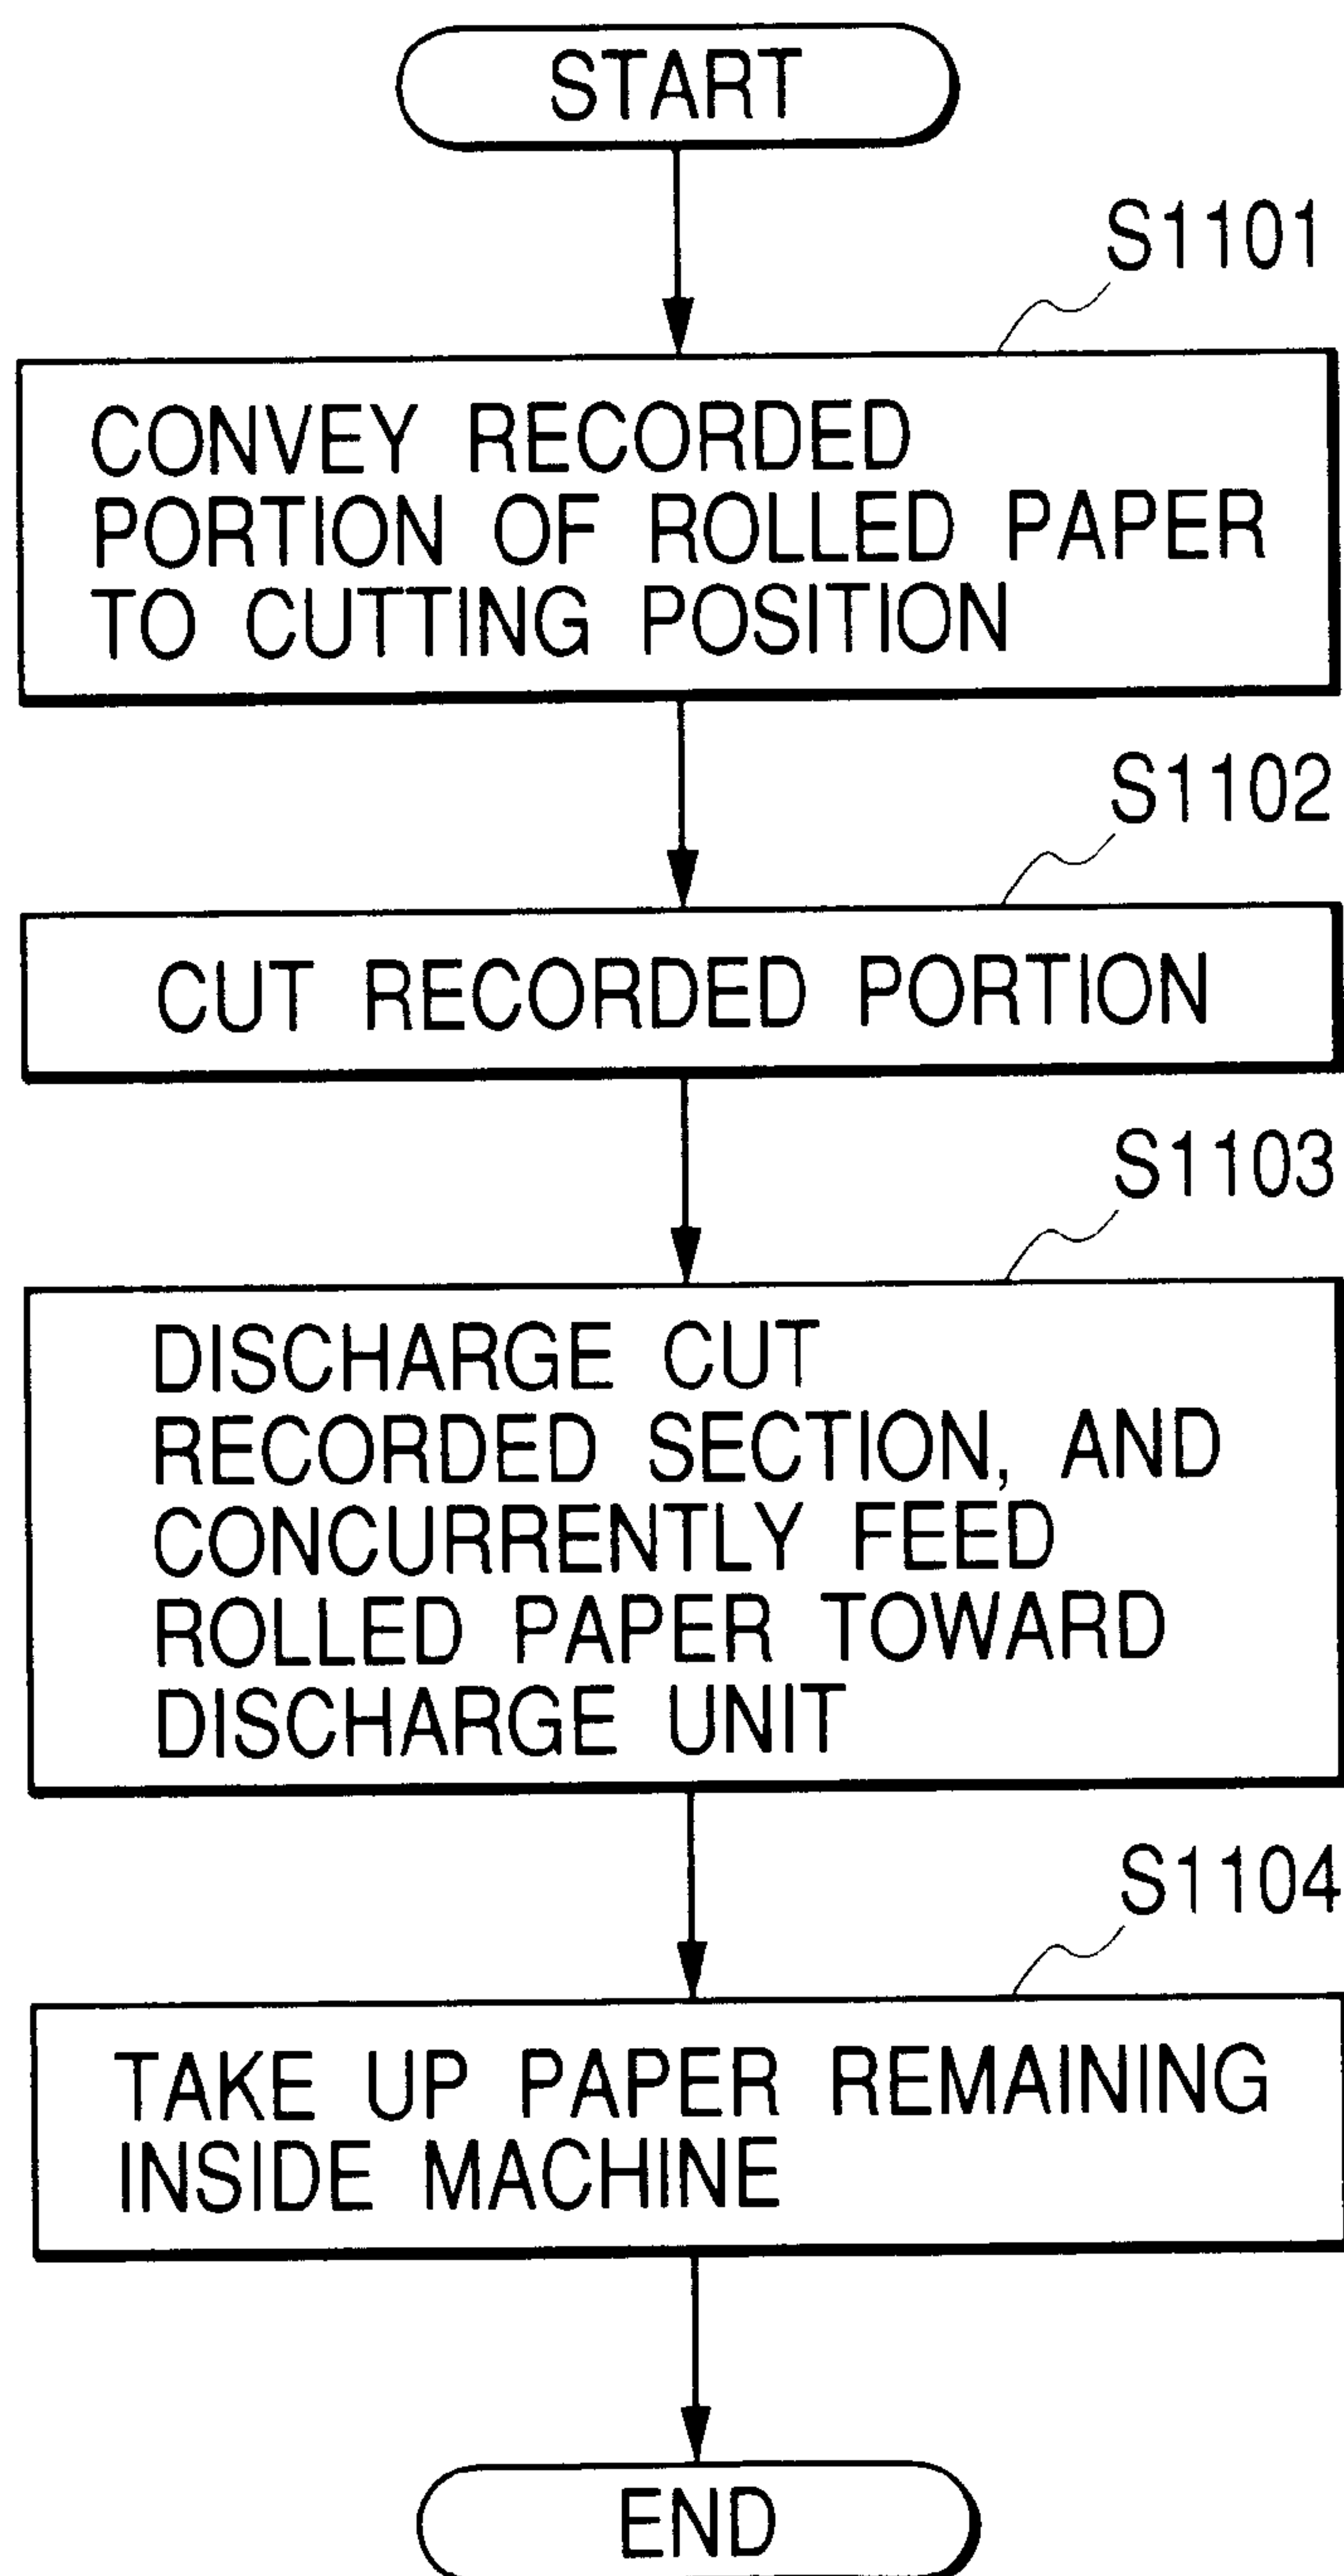 START
S1101
CONVEY RECORDED
PORTION OF ROLLED PAPER
TO CUTTING POSITION
S1102
CUT RECORDED PORTION
S1103
DISCHARGE CUT
RECORDED SECTION, AND
CONCURRENTLY FEED
ROLLED PAPER TOWARD
DISCHARGE UNIT
S1104
TAKE UP PAPER REMAINING
INSIDE MACHINE
END